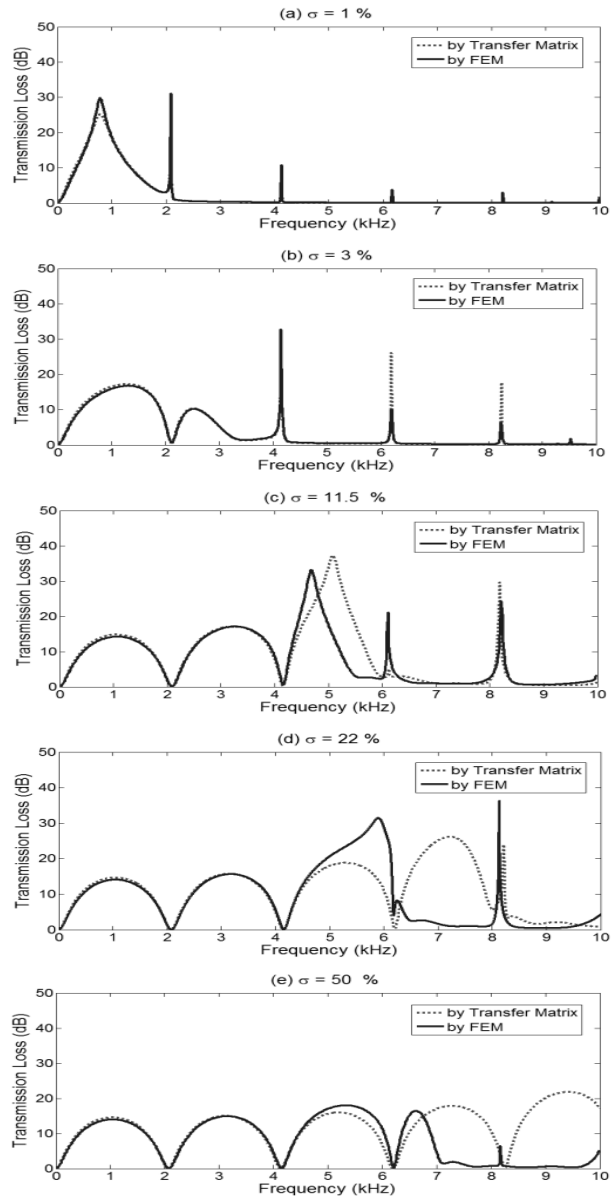 (a) σ = 1 %
50
40
30
20
10
0
Transmission Loss (dB)
by Transfer Matrix
by FEM
0 1 2 3 4 5 6 7 8 9 10
Frequency (kHz)
(b) σ = 3 %
50
40
30
20
10
0
Transmission Loss (dB)
by Transfer Matrix
by FEM
0 1 2 3 4 5 6 7 8 9 10
Frequency (kHz)
(c) σ = 11.5 %
50
40
30
20
10
0
Transmission Loss (dB)
by Transfer Matrix
by FEM
0 1 2 3 4 5 6 7 8 9 10
Frequency (kHz)
(d) σ = 22 %
50
40
30
20
10
0
Transmission Loss (dB)
by Transfer Matrix
by FEM
0 1 2 3 4 5 6 7 8 9 10
Frequency (kHz)
(e) σ = 50 %
50
40
30
20
10
0
Transmission Loss (dB)
by Transfer Matrix
by FEM
0 1 2 3 4 5 6 7 8 9 10
Frequency (kHz)